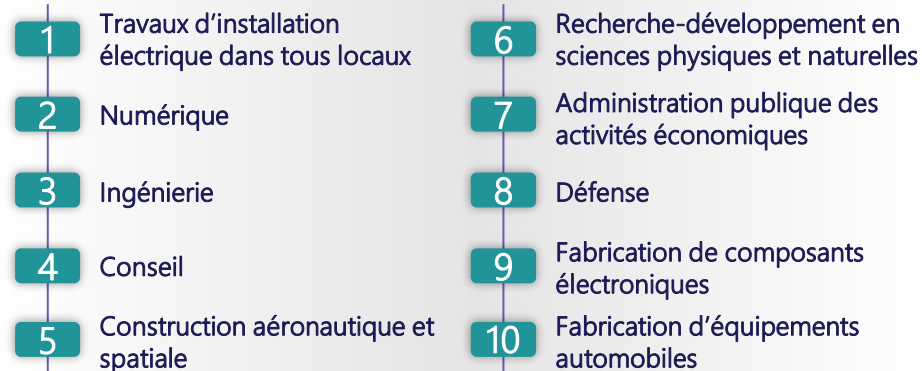 1
Travaux d’installation
électrique dans tous locaux
2
Numérique
3
Ingénierie
4
Conseil
5
Construction aéronautique et
spatiale
6
Recherche-développement en
sciences physiques et naturelles
7
Administration publique des
activités économiques
8
Défense
9
Fabrication de composants
électroniques
10
Fabrication d’équipements
automobiles